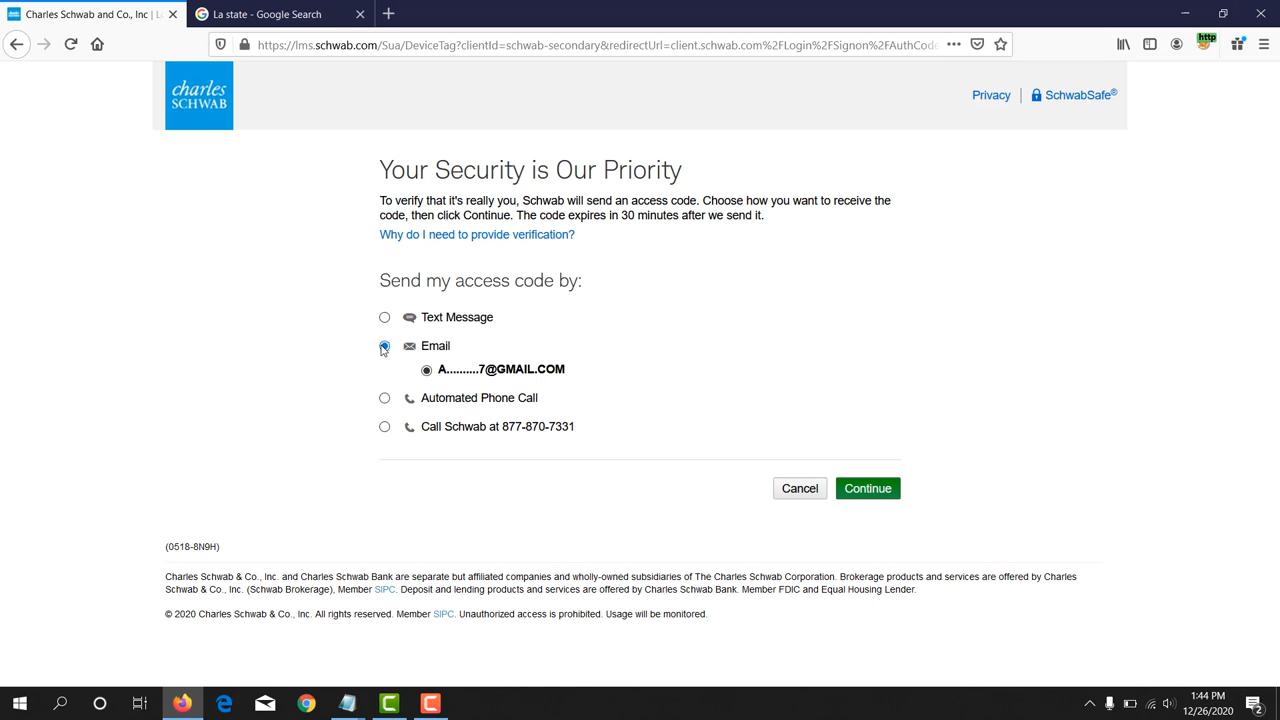 Charles Schwab and Co., Inc | L
La state - Google Search
https://lms.schwab.com/Sua/DeviceTag?clientId=schwab-secondary&redirectUrl=client.schwab.com%2FLogin%2FSignon%2FAuthCod
http
charles
SCHWAB
Privacy
SchwabSafe®
Your Security is Our Priority
To verify that it's really you, Schwab will send an access code. Choose how you want to receive the
code, then click Continue. The code expires in 30 minutes after we send it.
Why do I need to provide verification?
Send my access code by:
Text Message
Email
A..........7@GMAIL.COM
Automated Phone Call
Call Schwab at 877-870-7331
Cancel
Continue
(0518-8N9H)
Charles Schwab & Co., Inc. and Charles Schwab Bank are separate but affiliated companies and wholly-owned subsidiaries of The Charles Schwab Corporation. Brokerage products and services are offered by Charles
Schwab & Co., Inc. (Schwab Brokerage), Member SIPC. Deposit and lending products and services are offered by Charles Schwab Bank. Member FDIC and Equal Housing Lender.
© 2020 Charles Schwab & Co., Inc. All rights reserved. Member SIPC. Unauthorized access is prohibited. Usage will be monitored.
1:44 PM
12/26/2020
2